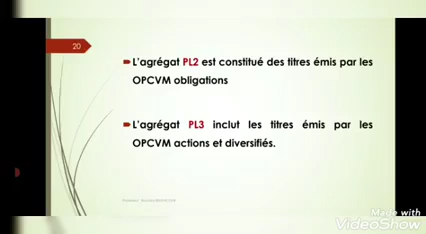 20
L'agrégat PL2 est constitué des titres émis par les
OPCVM obligations
L'agrégat PL3 inclut les titres émis par les
OPCVM actions et diversifiés.
Made with
VideoShow